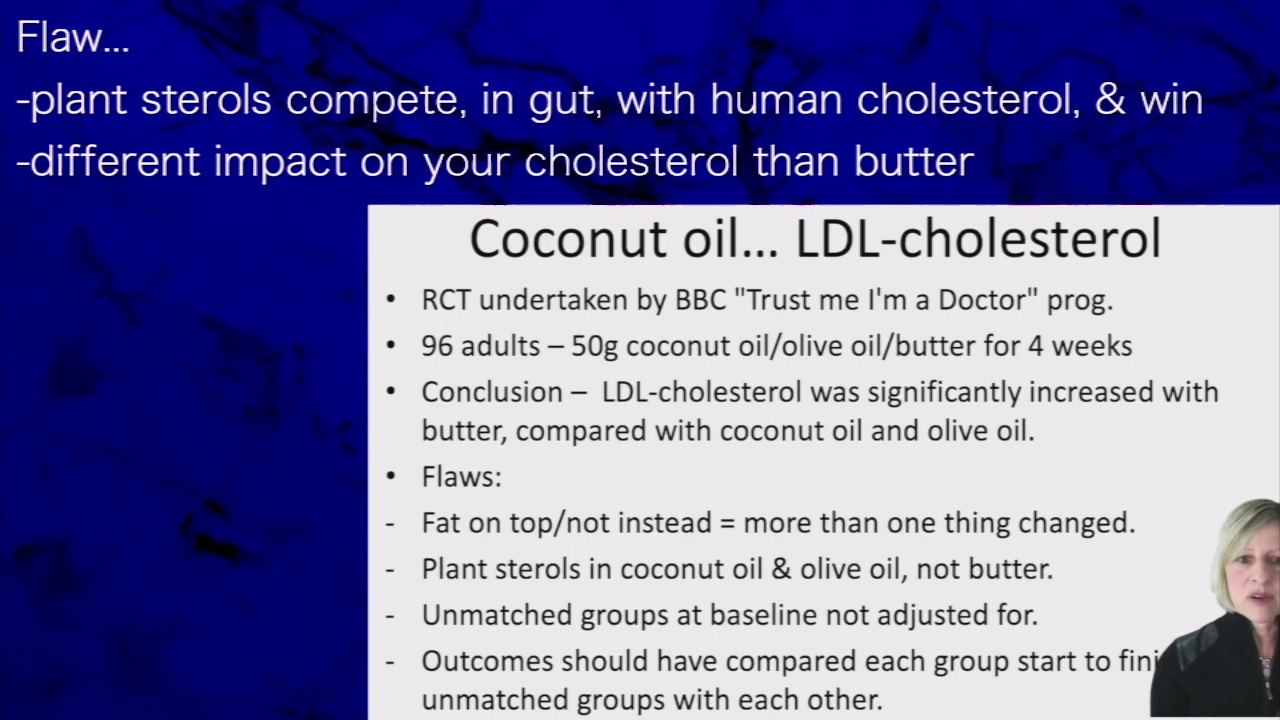 Flaw...
-plant sterols compete, in gut, with human cholesterol, & win
-different impact on your cholesterol than butter
Coconut oil... LDL-cholesterol
• RCT undertaken by BBC "Trust me I'm a Doctor" prog.
• 96 adults – 50g coconut oil/olive oil/butter for 4 weeks
• Conclusion – LDL-cholesterol was significantly increased with
butter, compared with coconut oil and olive oil.
• Flaws:
- Fat on top/not instead = more than one thing changed.
- Plant sterols in coconut oil & olive oil, not butter.
- Unmatched groups at baseline not adjusted for.
- Outcomes should have compared each group start to
unmatched groups with each other.